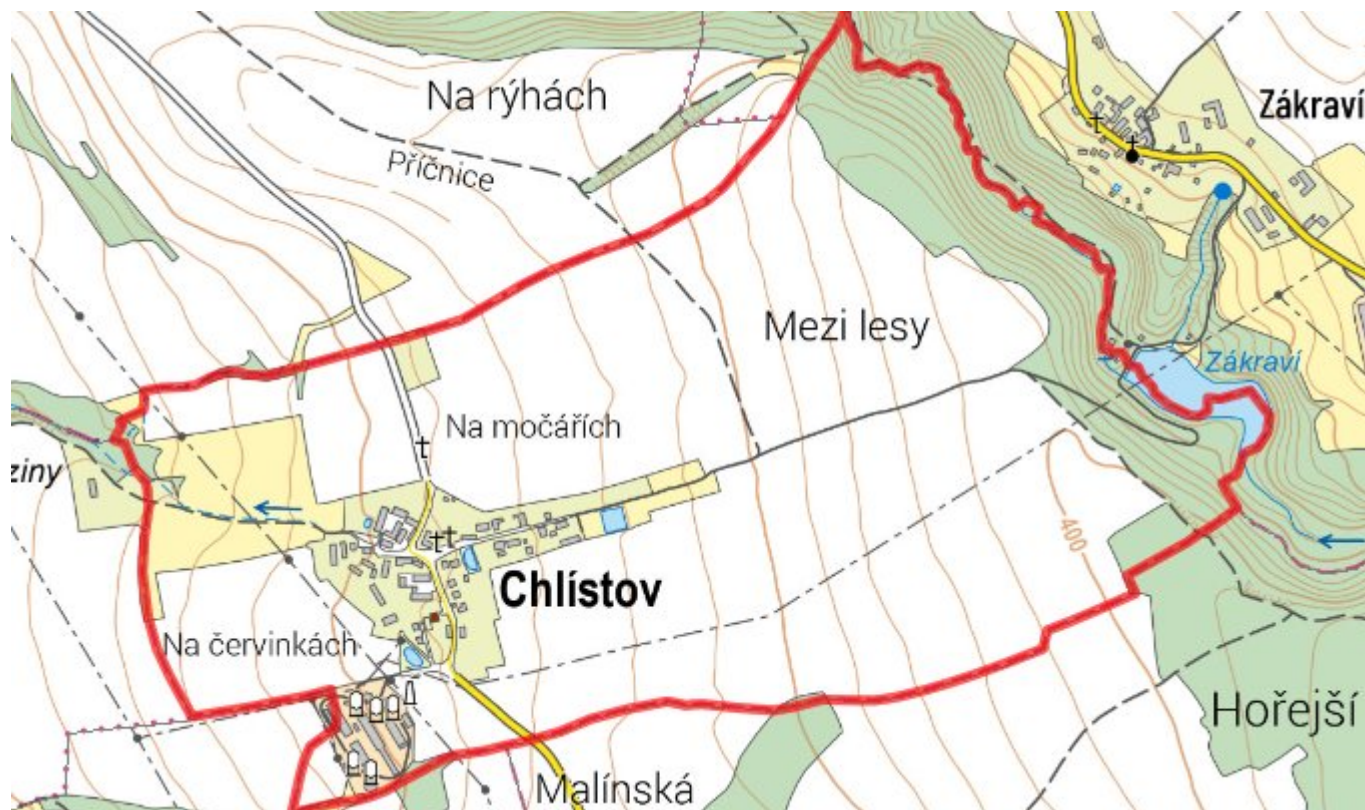 Na rýhách
Zákraví
Příčnice
Mezi lesy
Zákraví
Na močářích
ziny
400
Chlístov
Na červinkách
Hořejší
Malínská